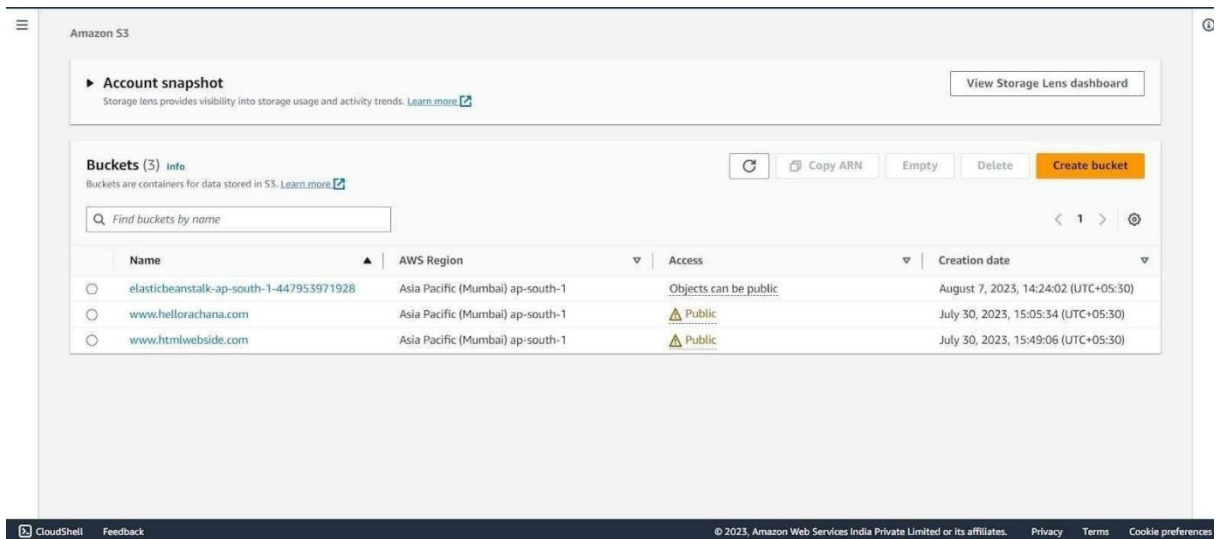 Amazon S3
Account snapshot
View Storage Lens dashboard
Storage lens provides visibility into storage usage and activity trends. Learn more
Buckets (3) Info
Copy ARN Empty Delete Create bucket
Buckets are containers for data stored in S3. Learn more
Find buckets by name
1
Name AWS Region Access Creation date
elasticbeanstalk-ap-south-1-447953971928 Asia Pacific (Mumbai) ap-south-1 Objects can be public August 7, 2023, 14:24:02 (UTC+05:30)
www.hellorachana.com Asia Pacific (Mumbai) ap-south-1 Public July 30, 2023, 15:05:34 (UTC+05:30)
www.htmlwebside.com Asia Pacific (Mumbai) ap-south-1 Public July 30, 2023, 15:49:06 (UTC+05:30)
CloudShell Feedback © 2023, Amazon Web Services India Private Limited or its affiliates. Privacy Terms Cookie preferences